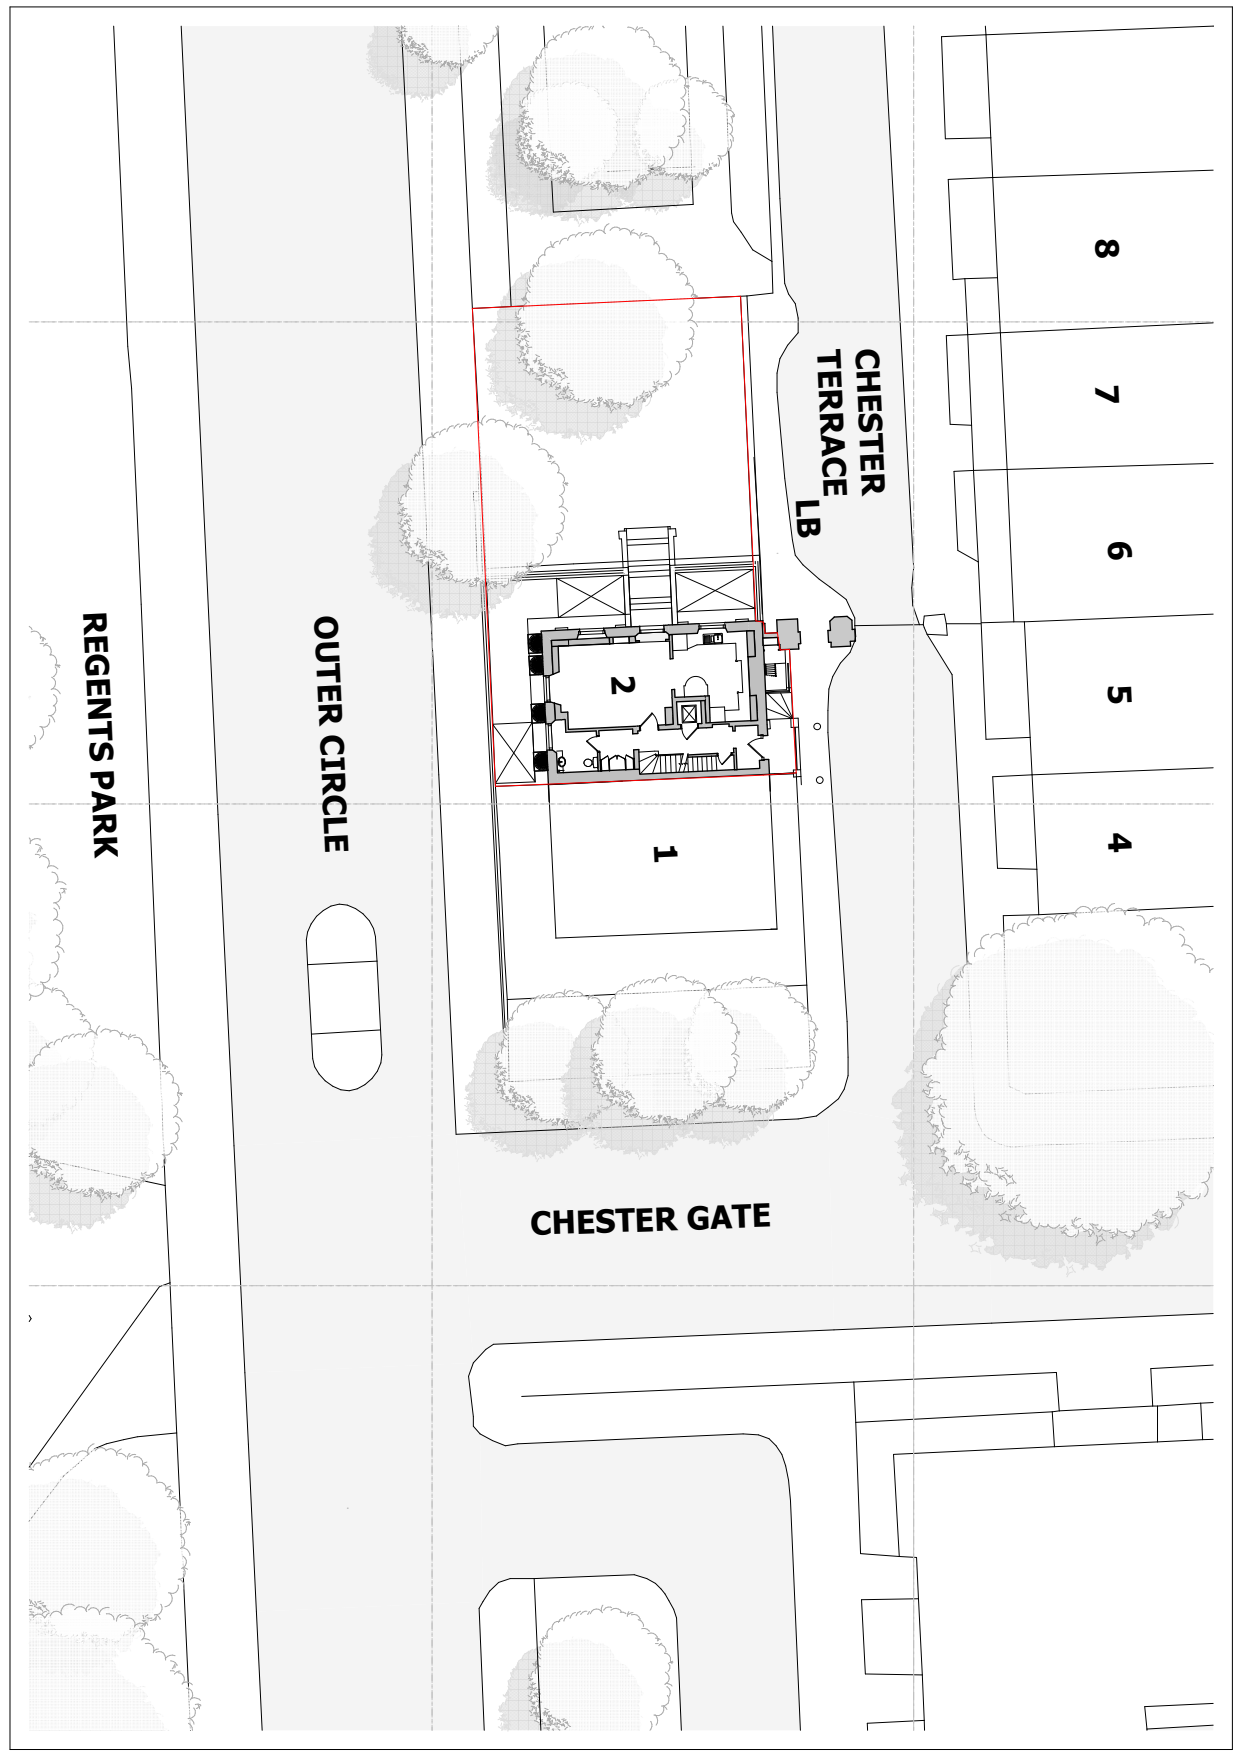 8
7
CHESTER
TERRACE
LB
6
REGENTS PARK
OUTER CIRCLE
2
5
1
4
CHESTER GATE